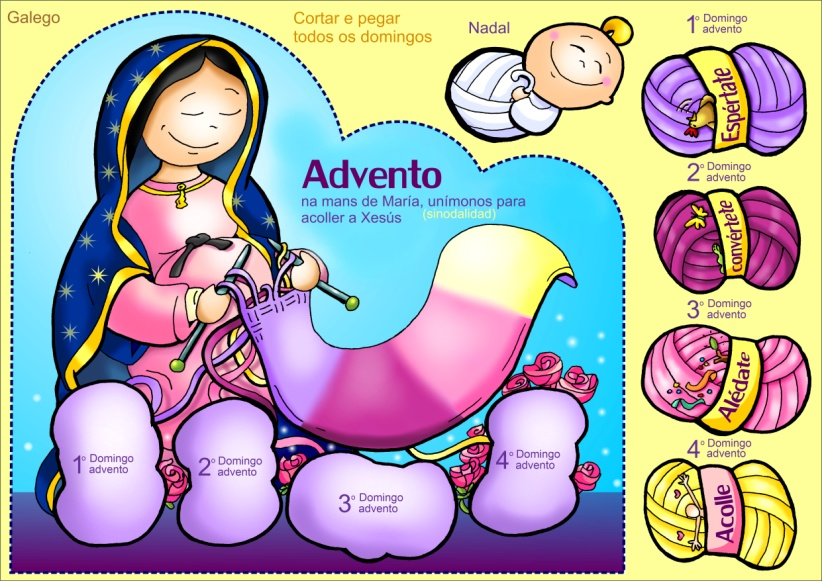 Galego
Cortar e pegar
todos os domingos
Nadal
Advento
na mans de María, unímonos para
acoller a Xesús (sinodalidad)
1º Domingo
advento
Espértate
2º Domingo
advento
convértete
3º Domingo
advento
Alédate
4º Domingo
advento
Acolle
1º Domingo
advento
2º Domingo
advento
3º Domingo
advento
4º Domingo
advento